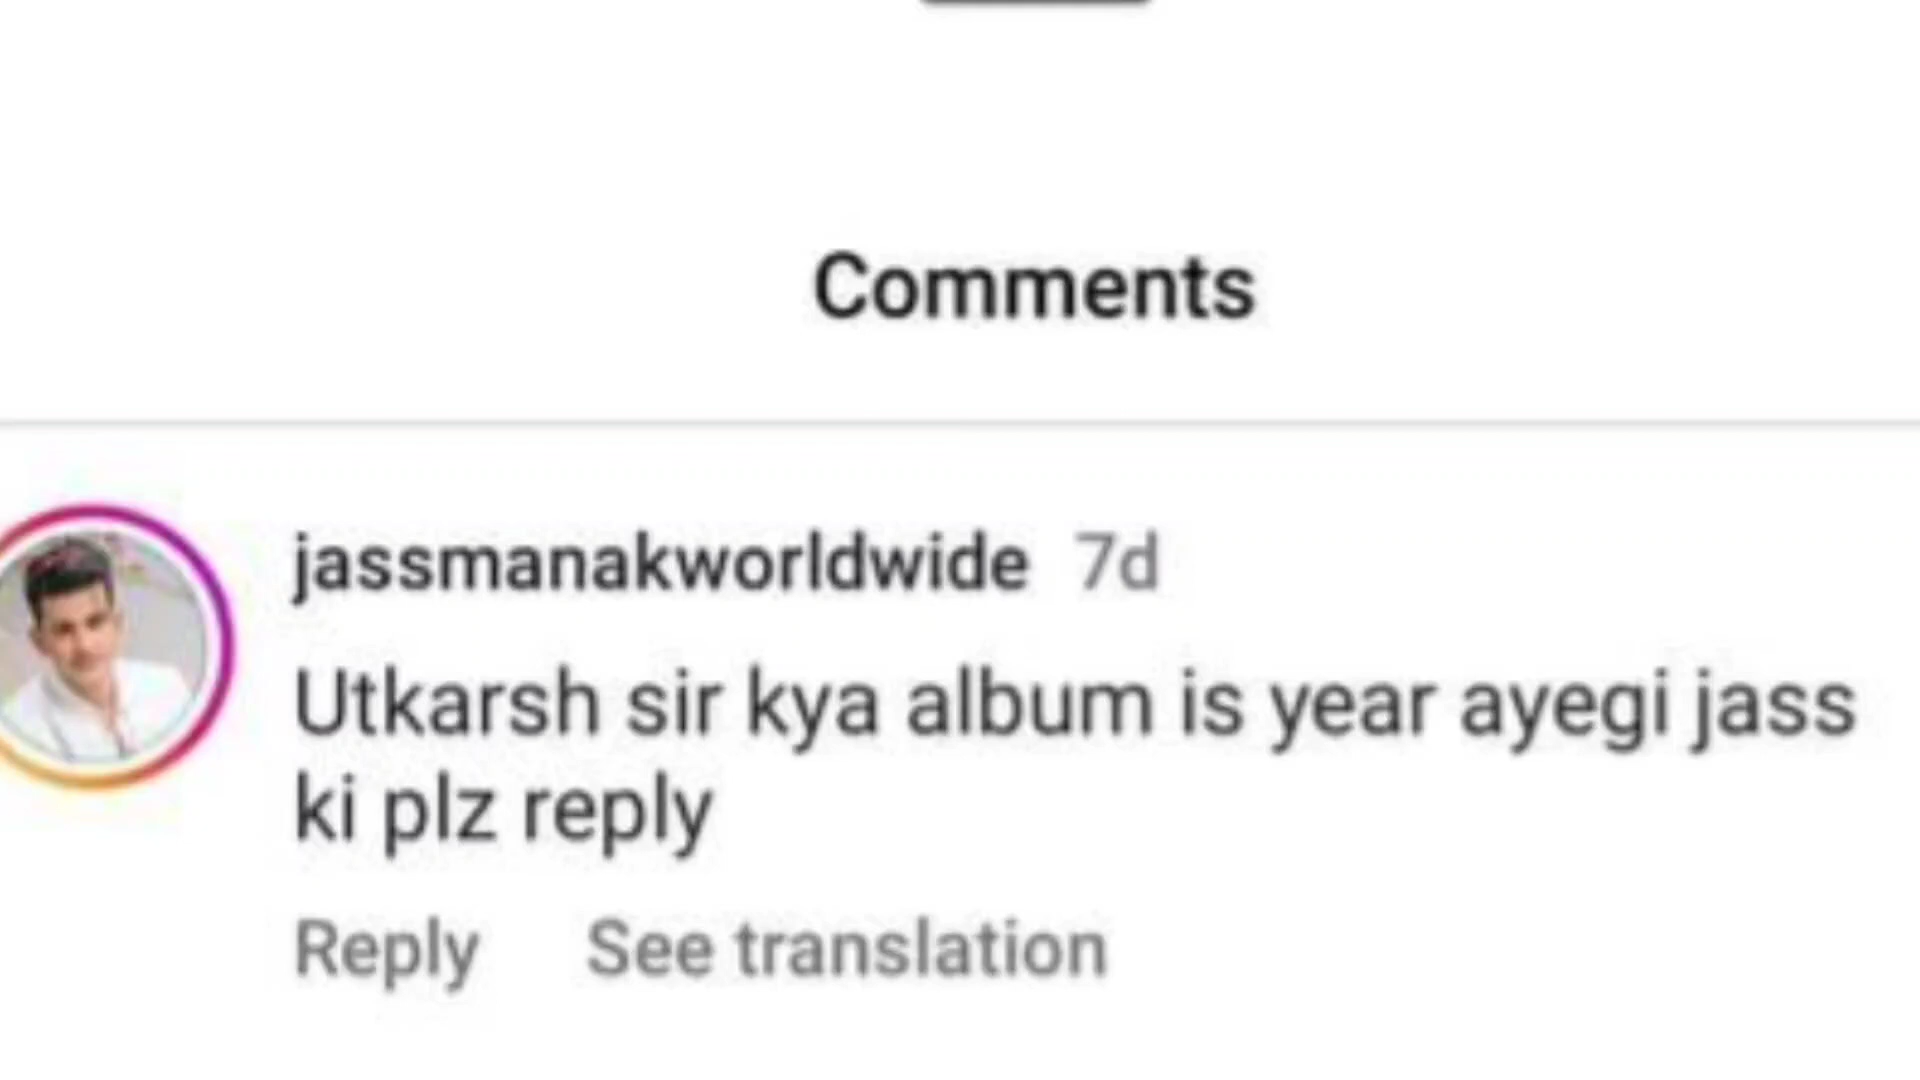 Comments
jassmanakworldwide 7d
Utkarsh sir kya album is year ayegi jass
ki plz reply
Reply See translation